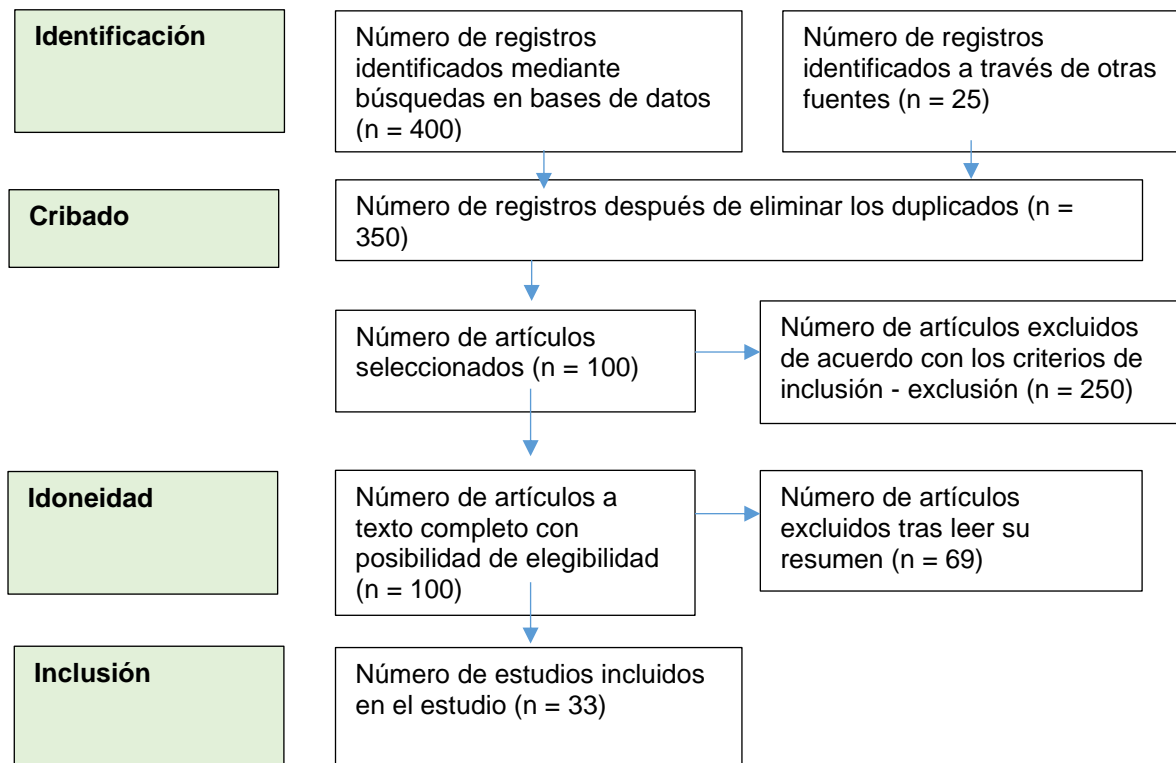 Identificación
Número de registros
identificados mediante
búsquedas en bases de datos
(n = 400)
Número de registros
identificados a través de otras
fuentes (n = 25)
Cribado
Número de registros después de eliminar los duplicados (n =
350)
Número de artículos
seleccionados (n = 100)
Número de artículos excluidos
de acuerdo con los criterios de
inclusión - exclusión (n = 250)
Idoneidad
Número de artículos a
texto completo con
posibilidad de elegibilidad
(n = 100)
Número de artículos
excluidos tras leer su
resumen (n = 69)
Inclusión
Número de estudios incluidos
en el estudio (n = 33)